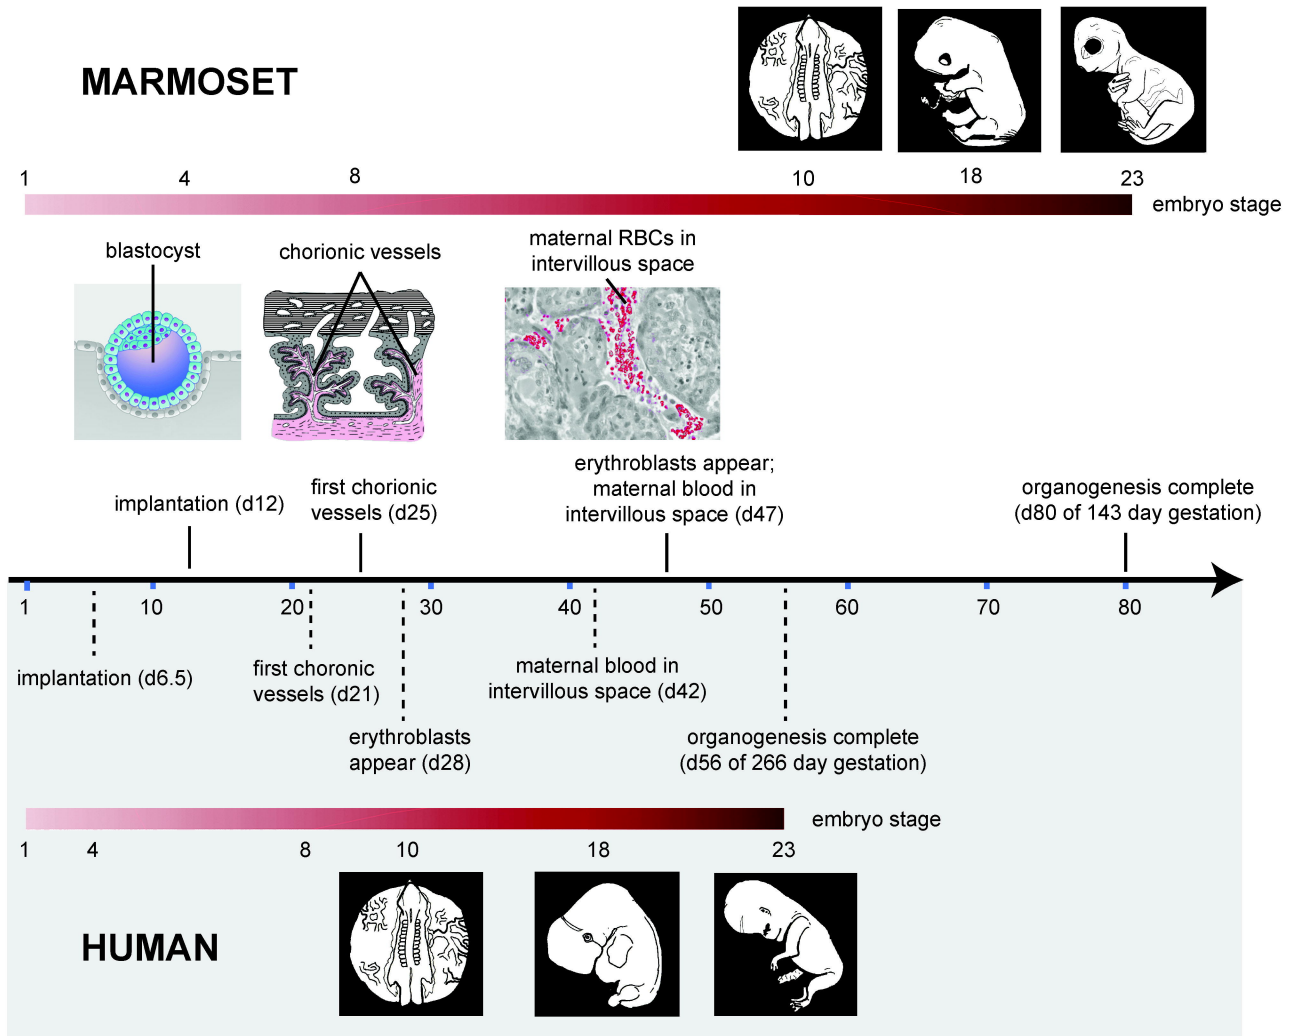 MARMOSET
1 4 8 10 18 23
embryo stage
blastocyst
chorionic vessels
maternal RBCs in
intervillous space
implantation (d12)
first chorionic
vessels (d25)
erythroblasts appear;
maternal blood in
intervillous space (d47)
organogenesis complete
(d80 of 143 day gestation)
1 10 20 30 40 50 60 70 80
implantation (d6.5)
first choronic
vessels (d21)
erythroblasts
appear (d28)
maternal blood in
intervillous space (d42)
organogenesis complete
(d56 of 266 day gestation)
embryo stage
1 4 8 10 18 23
HUMAN